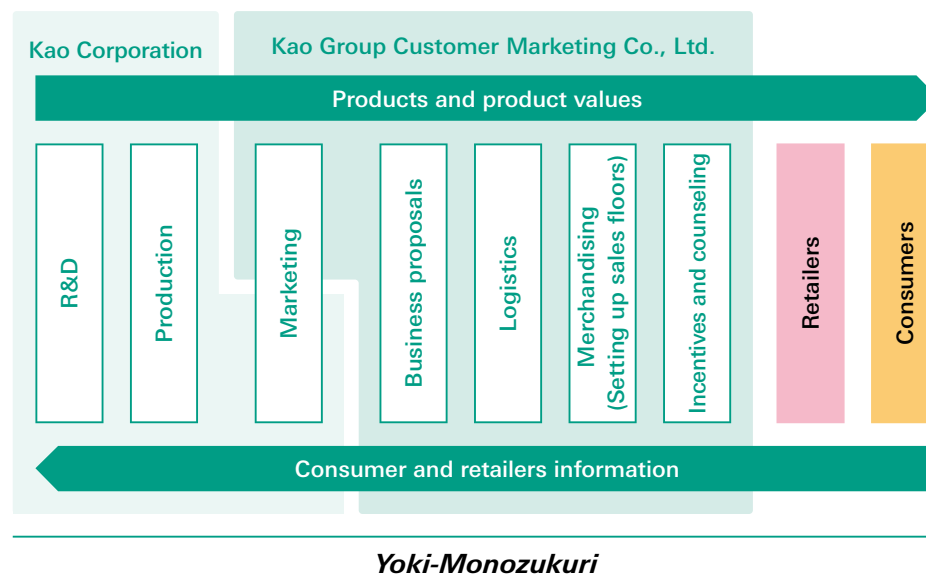 Kao Corporation
Kao Group Customer Marketing Co., Ltd.
Products and product values
R&D
Production
Marketing
Business proposals
Logistics
Merchandising
(Setting up sales floors)
Incentives and counseling
Retailers
Consumers
Consumer and retailers information
Yoki-Monozukuri